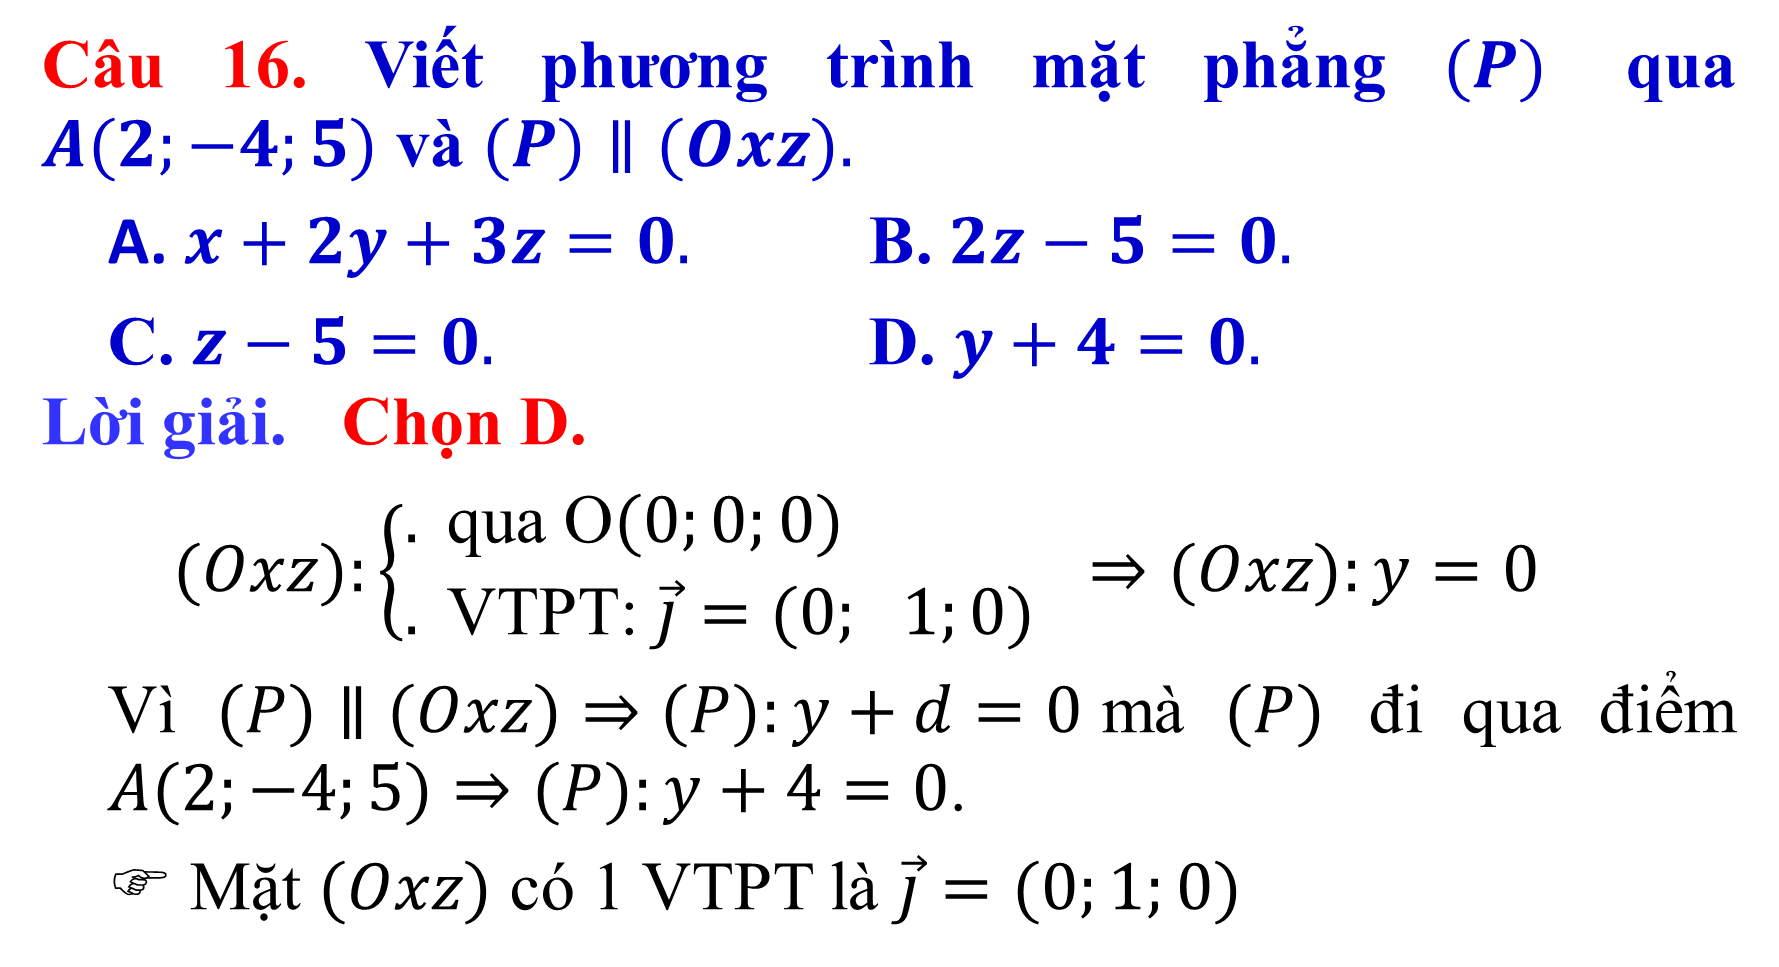 Câu 16. Viết phương trình mặt phẳng (P) qua
A(2; −4; 5) và (P) ∥ (Oxz).
A. x + 2y + 3z = 0. B. 2z − 5 = 0.
C. z − 5 = 0. D. y + 4 = 0.
Lời giải. Chọn D.
(Oxz): { . qua O(0; 0; 0)
. VTPT: j⃗ = (0; 1; 0) ⇒ (Oxz): y = 0
Vì (P) ∥ (Oxz) ⇒ (P): y + d = 0 mà (P) đi qua điểm
A(2; −4; 5) ⇒ (P): y + 4 = 0.
☞ Mặt (Oxz) có 1 VTPT là j⃗ = (0; 1; 0)